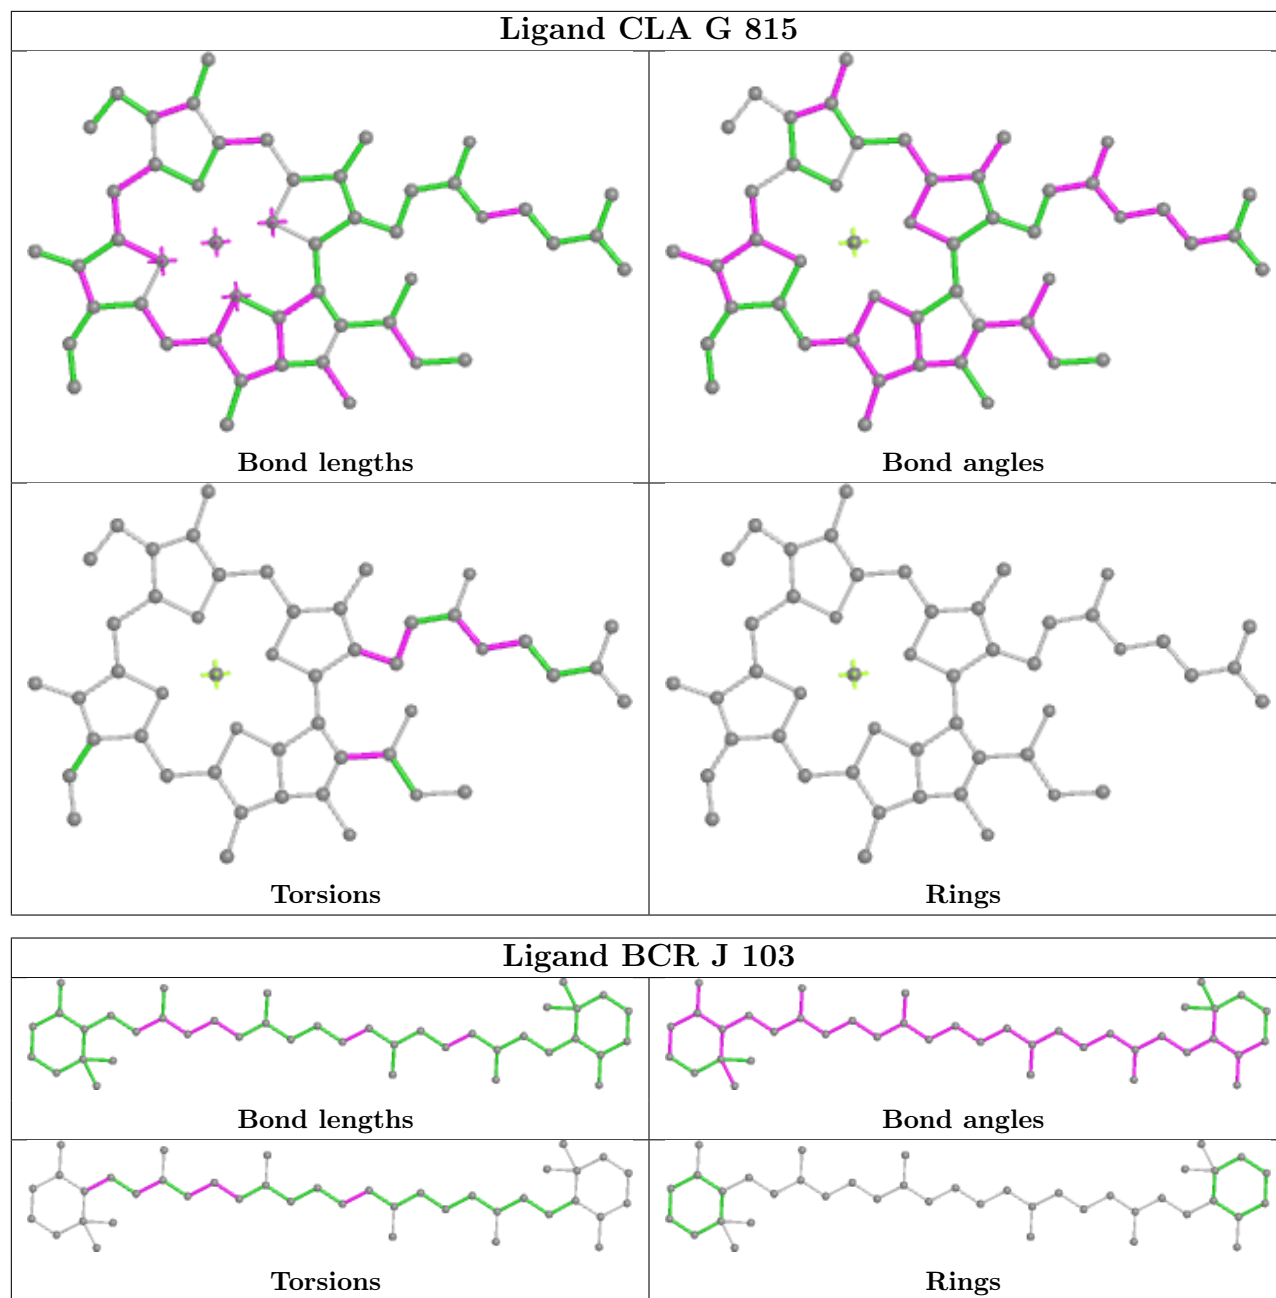 Ligand CLA G 815
Bond lengths
Bond angles
Torsions
Rings
Ligand BCR J 103
Bond lengths
Bond angles
Torsions
Rings